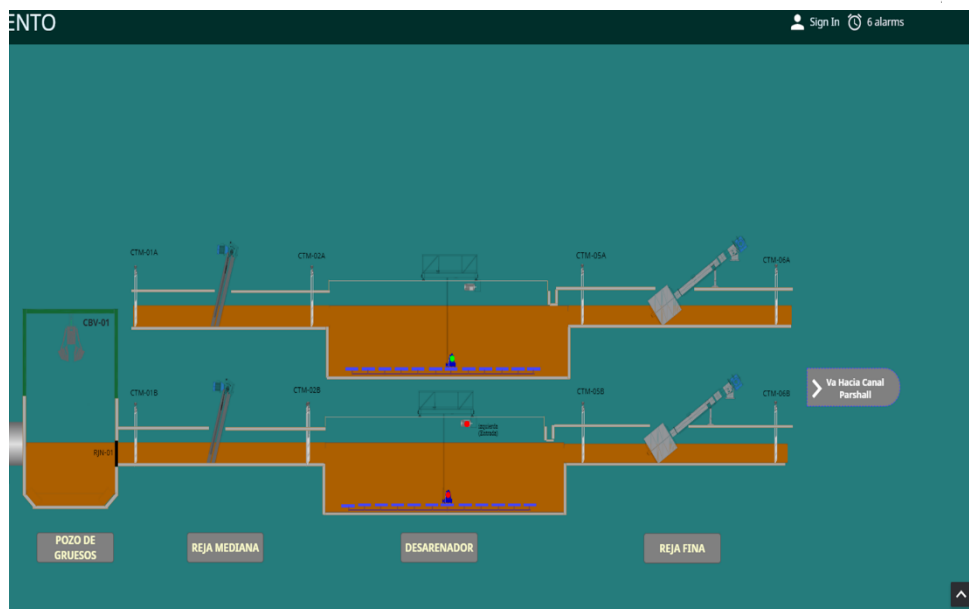 ENTO
Sign In
6 alarms
CTM-01A
CTM-02A
CTM-05A
CTM-06A
CBV-01
CTM-01B
CTM-02B
CTM-05B
CTM-06B
Izquierda
Va Hacia Canal
Parshall
RJN-01
POZO DE
GRUESOS
REJA MEDIANA
DESARENADOR
REJA FINA